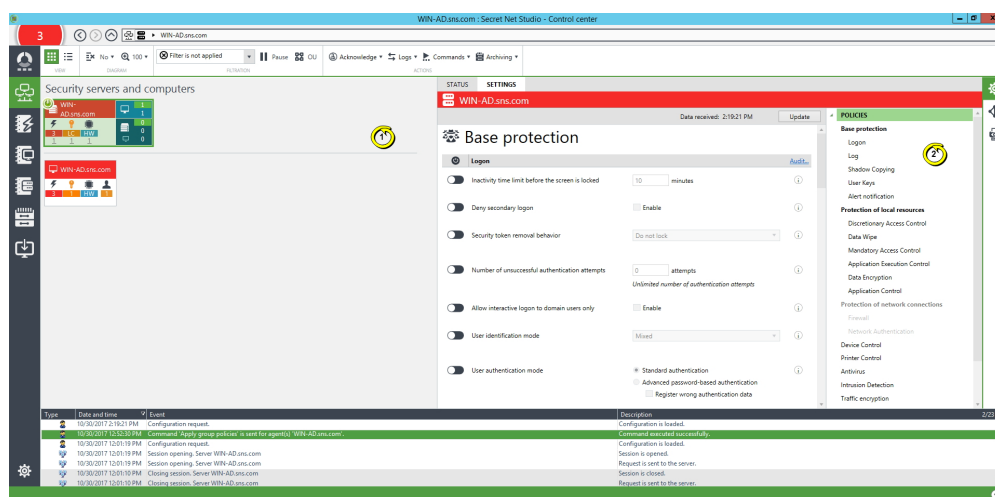 WIN-AD.sns.com : Secret Net Studio - Control center
3
WIN-AD.sns.com
No 100 Filter is not applied Pause OU Acknowledge Logs Commands Archiving
VIEW DIAGRAM FILTRATION ACTIONS
Security servers and computers
WIN-
AD.sns.com
1
1
0
0
0
3 LC HW
1 1 1
WIN-AD.sns.com
3 1 HW 1
1
STATUS SETTINGS
WIN-AD.sns.com
Data received: 2:19:21 PM Update
Base protection
Logon Audit...
Inactivity time limit before the screen is locked 10 minutes
Deny secondary logon Enable
Security token removal behavior Do not lock
Number of unsuccessful authentication attempts 0 attempts
Unlimited number of authentication attempts
Allow interactive logon to domain users only Enable
User identification mode Mixed
User authentication mode Standard authentication
Advanced password-based authentication
Register wrong authentication data
POLICIES
Base protection
Logon
Log
Shadow Copying
User Keys
Alert notification
Protection of local resources
Discretionary Access Control
Data Wipe
Mandatory Access Control
Application Execution Control
Data Encryption
Application Control
Protection of network connections
Firewall
Network Authentication
Device Control
Printer Control
Antivirus
Intrusion Detection
Traffic encryption
2
Type Date and time Event Description 2/23
10/30/2017 2:19:21 PM Configuration request. Configuration is loaded.
10/30/2017 12:52:30 PM Command 'Apply group policies' is sent for agent(s) 'WIN-AD.sns.com'. Command executed successfully.
10/30/2017 12:01:19 PM Configuration request. Configuration is loaded.
10/30/2017 12:01:19 PM Session opening. Server WIN-AD.sns.com Session is opened.
10/30/2017 12:01:19 PM Session opening. Server WIN-AD.sns.com Request is sent to the server.
10/30/2017 12:01:10 PM Closing session. Server WIN-AD.sns.com Session is closed.
10/30/2017 12:01:10 PM Closing session. Server WIN-AD.sns.com Request is sent to the server.